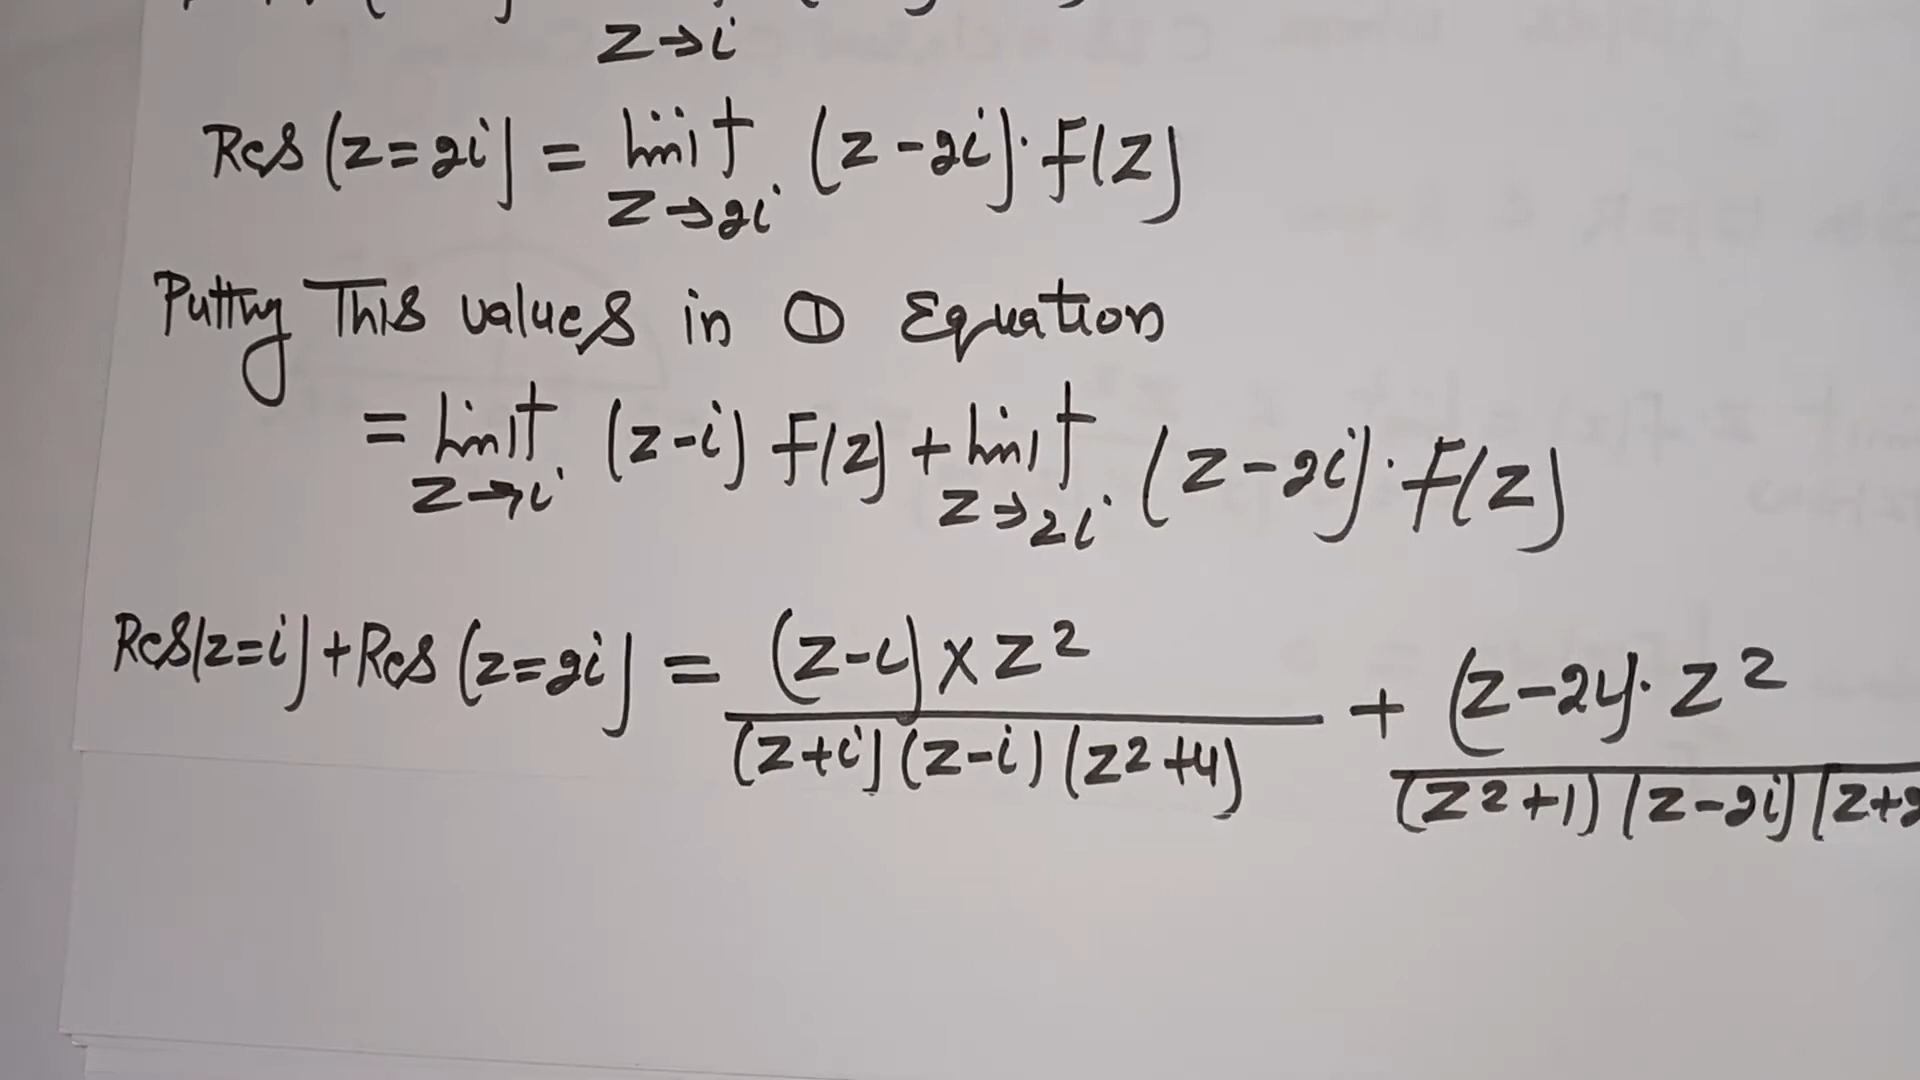 z→i
Res (z=2i) = limit (z-2i)·f(z)
z→2i
Putting This values in ① Equation
= limit (z-i) f(z) + limit (z-2i)·f(z)
z→i z→2i
Res(z=i)+Res (z=2i) = (z-i)×z² + (z-2i)·z²
(z+i)(z-i)(z²+4) (z²+1)(z-2i)(z+2